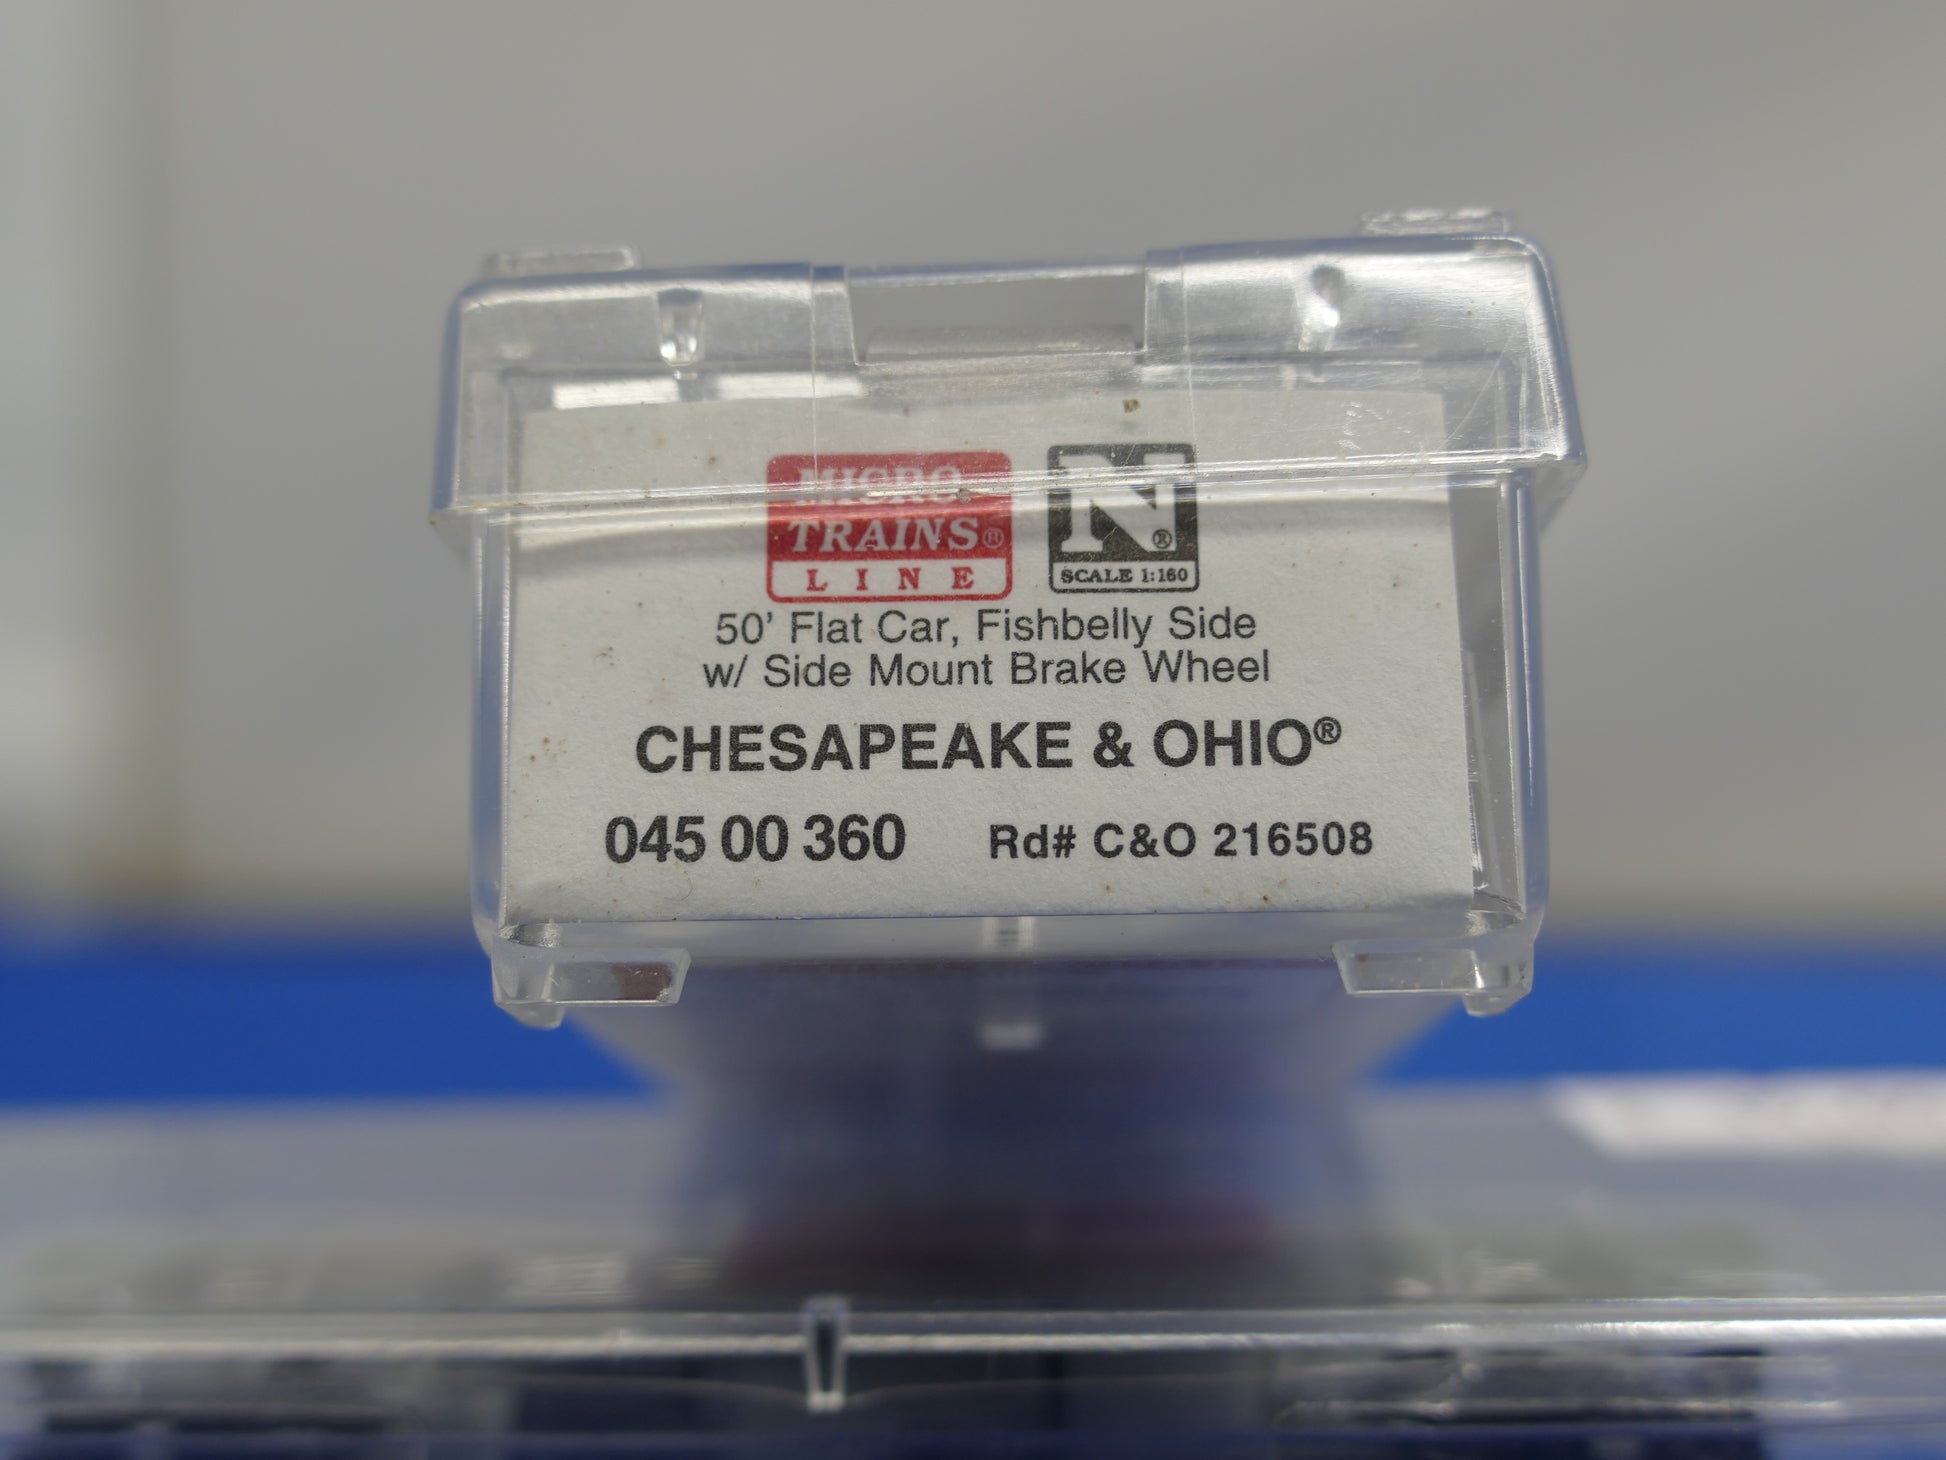 MICRO-
TRAINS®
LINE
N®
SCALE 1:160
50' Flat Car, Fishbelly Side
w/ Side Mount Brake Wheel
CHESAPEAKE & OHIO®
045 00 360 Rd# C&O 216508